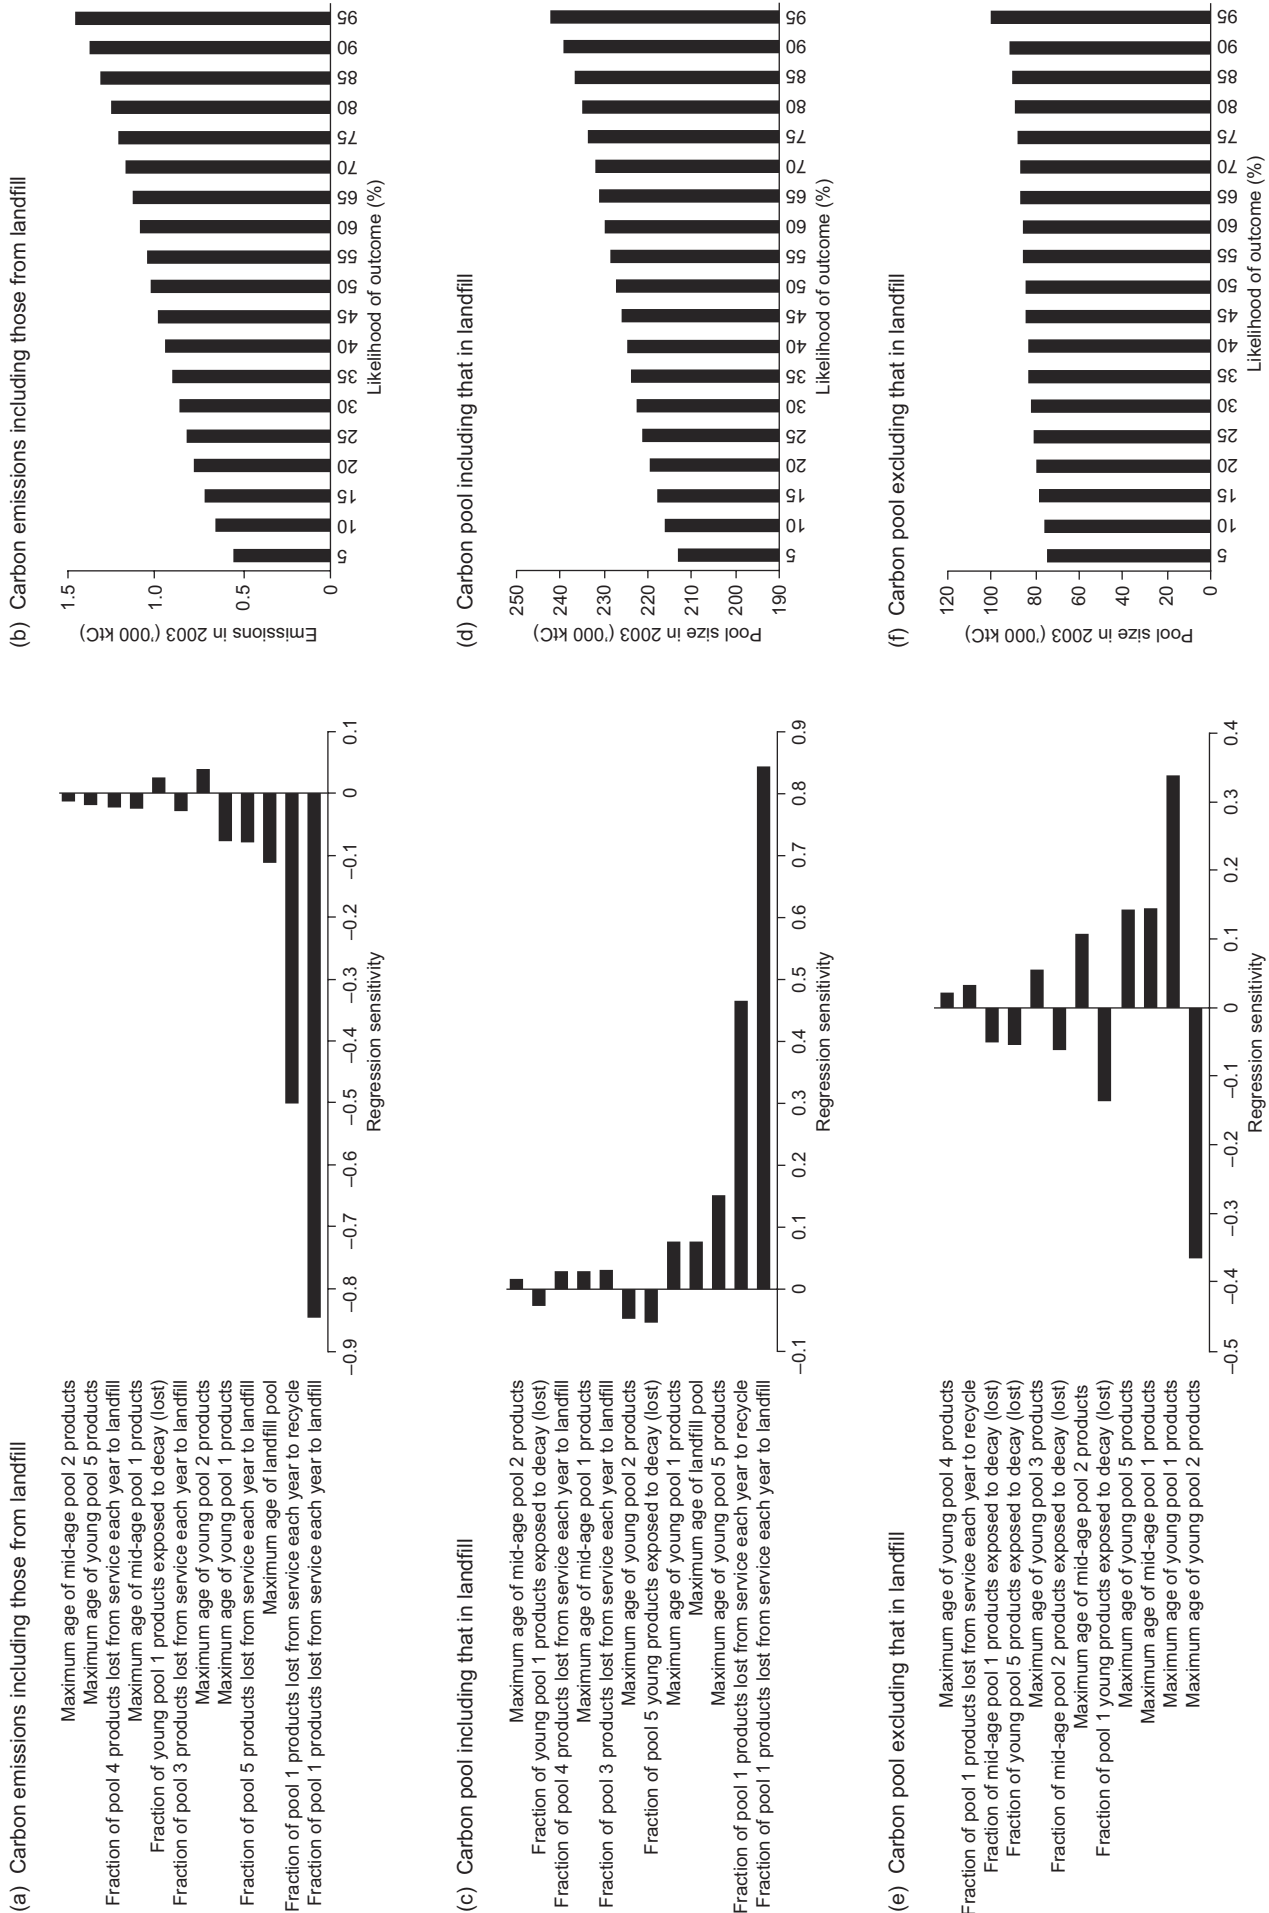 (a) Carbon emissions including those from landfill
Maximum age of mid-age pool 2 products
Maximum age of young pool 5 products
Fraction of pool 4 products lost from service each year to landfill
Maximum age of mid-age pool 1 products
Fraction of young pool 1 products exposed to decay (lost)
Fraction of pool 3 products lost from service each year to landfill
Maximum age of young pool 2 products
Maximum age of young pool 1 products
Fraction of pool 5 products lost from service each year to landfill
Maximum age of landfill pool
Fraction of pool 1 products lost from service each year to recycle
Fraction of pool 1 products lost from service each year to landfill
–0.9 –0.8 –0.7 –0.6 –0.5 –0.4 –0.3 –0.2 –0.1 0 0.1
Regression sensitivity
(b) Carbon emissions including those from landfill
Emissions in 2003 ('000 ktC)
1.5
1.0
0.5
0
5 10 15 20 25 30 35 40 45 50 55 60 65 70 75 80 85 90 95
Likelihood of outcome (%)
(c) Carbon pool including that in landfill
Maximum age of mid-age pool 2 products
Fraction of young pool 1 products exposed to decay (lost)
Fraction of pool 4 products lost from service each year to landfill
Maximum age of mid-age pool 1 products
Fraction of pool 3 products lost from service each year to landfill
Maximum age of young pool 2 products
Fraction of pool 5 young products exposed to decay (lost)
Maximum age of young pool 1 products
Maximum age of landfill pool
Maximum age of young pool 5 products
Fraction of pool 1 products lost from service each year to recycle
Fraction of pool 1 products lost from service each year to landfill
–0.1 0 0.1 0.2 0.3 0.4 0.5 0.6 0.7 0.8 0.9
Regression sensitivity
(d) Carbon pool including that in landfill
Pool size in 2003 ('000 ktC)
250
240
230
220
210
200
190
5 10 15 20 25 30 35 40 45 50 55 60 65 70 75 80 85 90 95
Likelihood of outcome (%)
(e) Carbon pool excluding that in landfill
Maximum age of young pool 4 products
Fraction of pool 1 products lost from service each year to recycle
Fraction of mid-age pool 1 products exposed to decay (lost)
Fraction of young pool 5 products exposed to decay (lost)
Maximum age of young pool 3 products
Fraction of mid-age pool 2 products exposed to decay (lost)
Maximum age of mid-age pool 2 products
Fraction of pool 1 young products exposed to decay (lost)
Maximum age of young pool 5 products
Maximum age of mid-age pool 1 products
Maximum age of young pool 1 products
Maximum age of young pool 2 products
–0.5 –0.4 –0.3 –0.2 –0.1 0 0.1 0.2 0.3 0.4
Regression sensitivity
(f) Carbon pool excluding that in landfill
Pool size in 2003 ('000 ktC)
120
100
80
60
40
20
0
5 10 15 20 25 30 35 40 45 50 55 60 65 70 75 80 85 90 95
Likelihood of outcome (%)